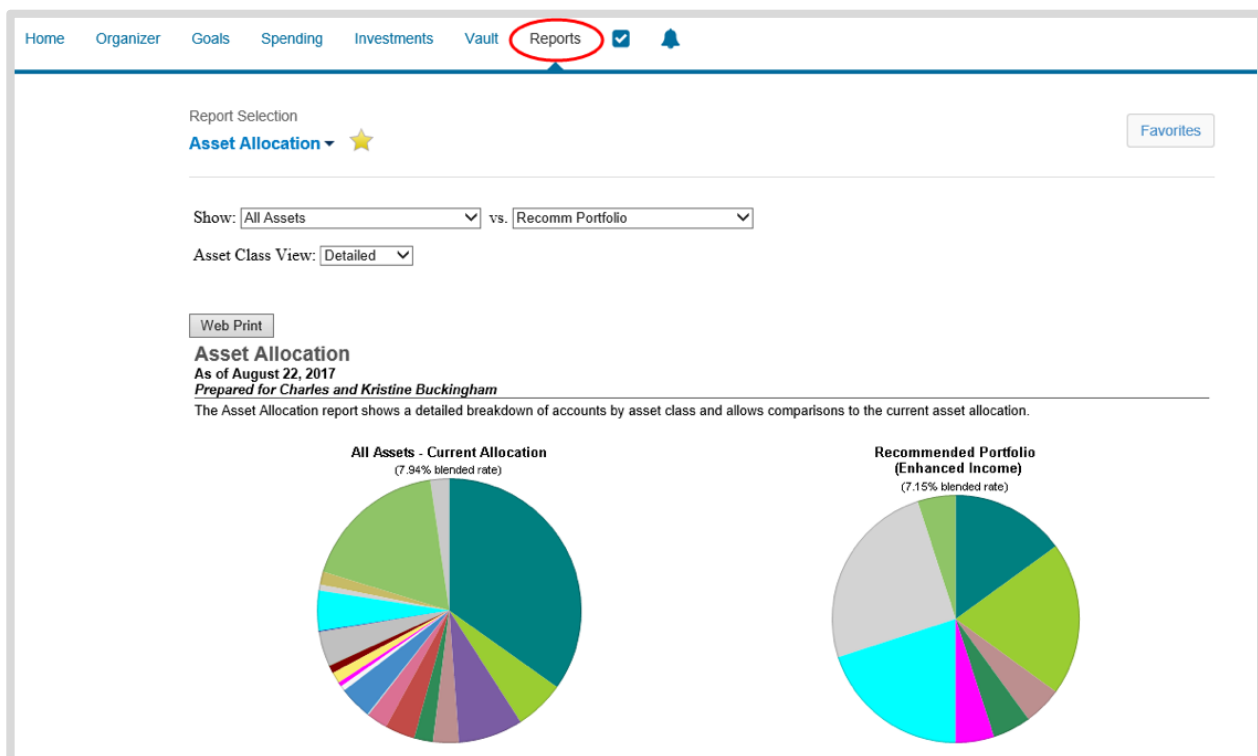 Home Organizer Goals Spending Investments Vault Reports
Report Selection
Asset Allocation
Favorites
Show: All Assets vs. Recomm Portfolio
Asset Class View: Detailed
Web Print
Asset Allocation
As of August 22, 2017
Prepared for Charles and Kristine Buckingham
The Asset Allocation report shows a detailed breakdown of accounts by asset class and allows comparisons to the current asset allocation.
All Assets - Current Allocation
(7.94% blended rate)
Recommended Portfolio
(Enhanced Income)
(7.15% blended rate)